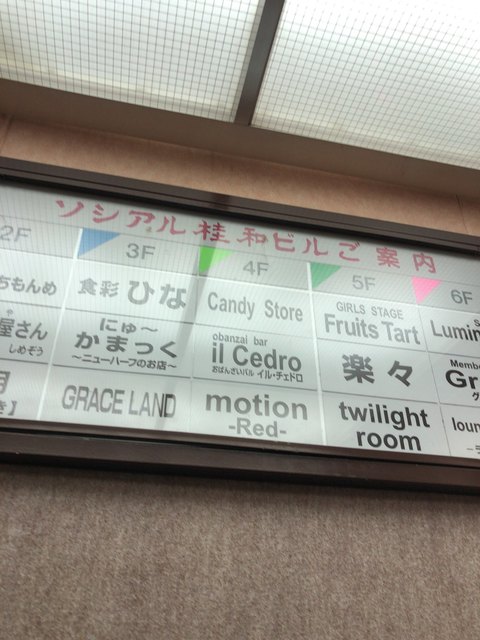 ソシアル桂和ビルご案内
2F
3F
4F
5F
6F
ちもんめ
食彩 ひな
Candy Store
GIRLS STAGE
Fruits Tart
屋さん
しめぞう
にゅ〜
かまっく
〜ニューハーフのお店〜
obanzai bar
il Cedro
おばんざいバル イル・チェドロ
楽々
GRACE LAND
motion
-Red-
twilight
room